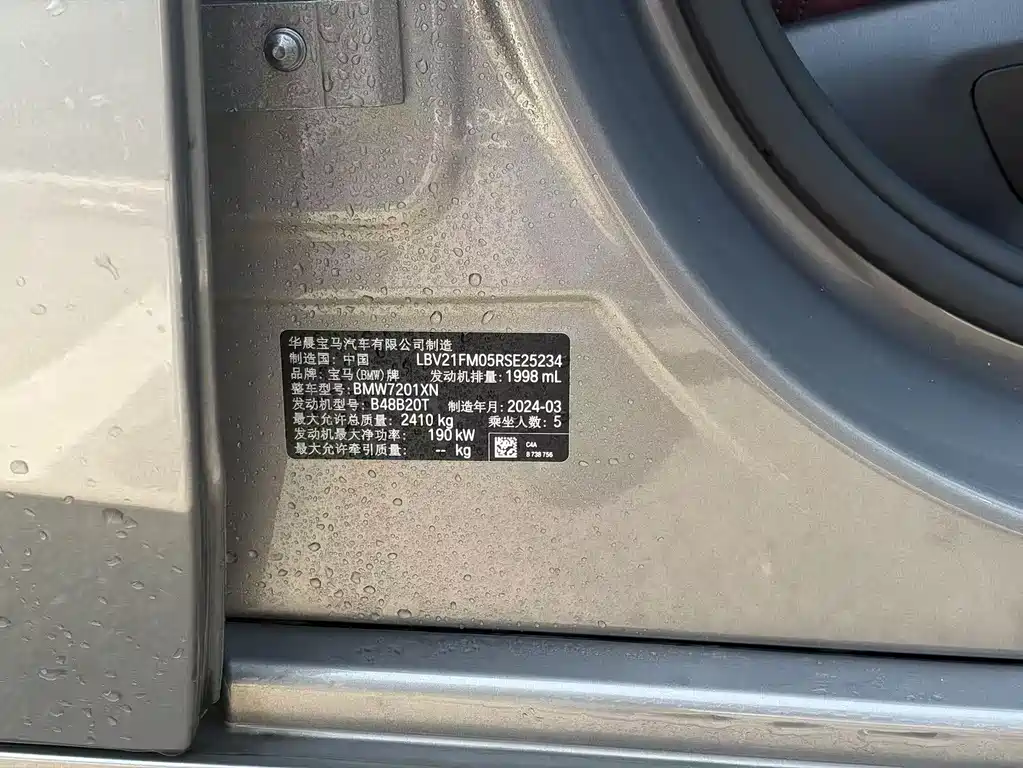 华晨宝马汽车有限公司制造
制造国: 中国 LBV21FM05RSE25234
品牌: 宝马(BMW)牌 发动机排量: 1998 mL
整车型号: BMW7201XN
发动机型号: B48B20T 制造年月: 2024-03
最大允许总质量: 2410 kg 乘坐人数: 5
发动机最大净功率: 190 kW
最大允许牵引质量: -- kg
C4A
8 738 756